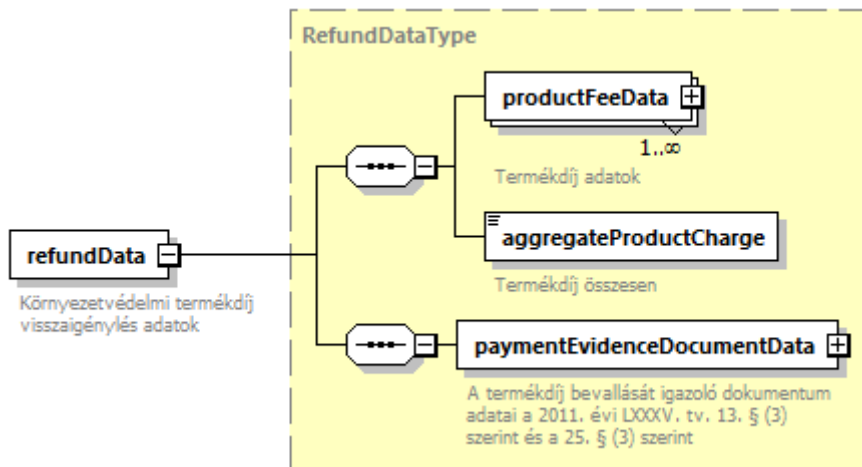 RefundDataType
productFeeData
1..∞
Termékdíj adatok
aggregateProductCharge
Termékdíj összesen
refundData
Környezetvédelmi termékdíj
visszaigénylés adatok
paymentEvidenceDocumentData
A termékdíj bevallását igazoló dokumentum
adatai a 2011. évi LXXXV. tv. 13. § (3)
szerint és a 25. § (3) szerint